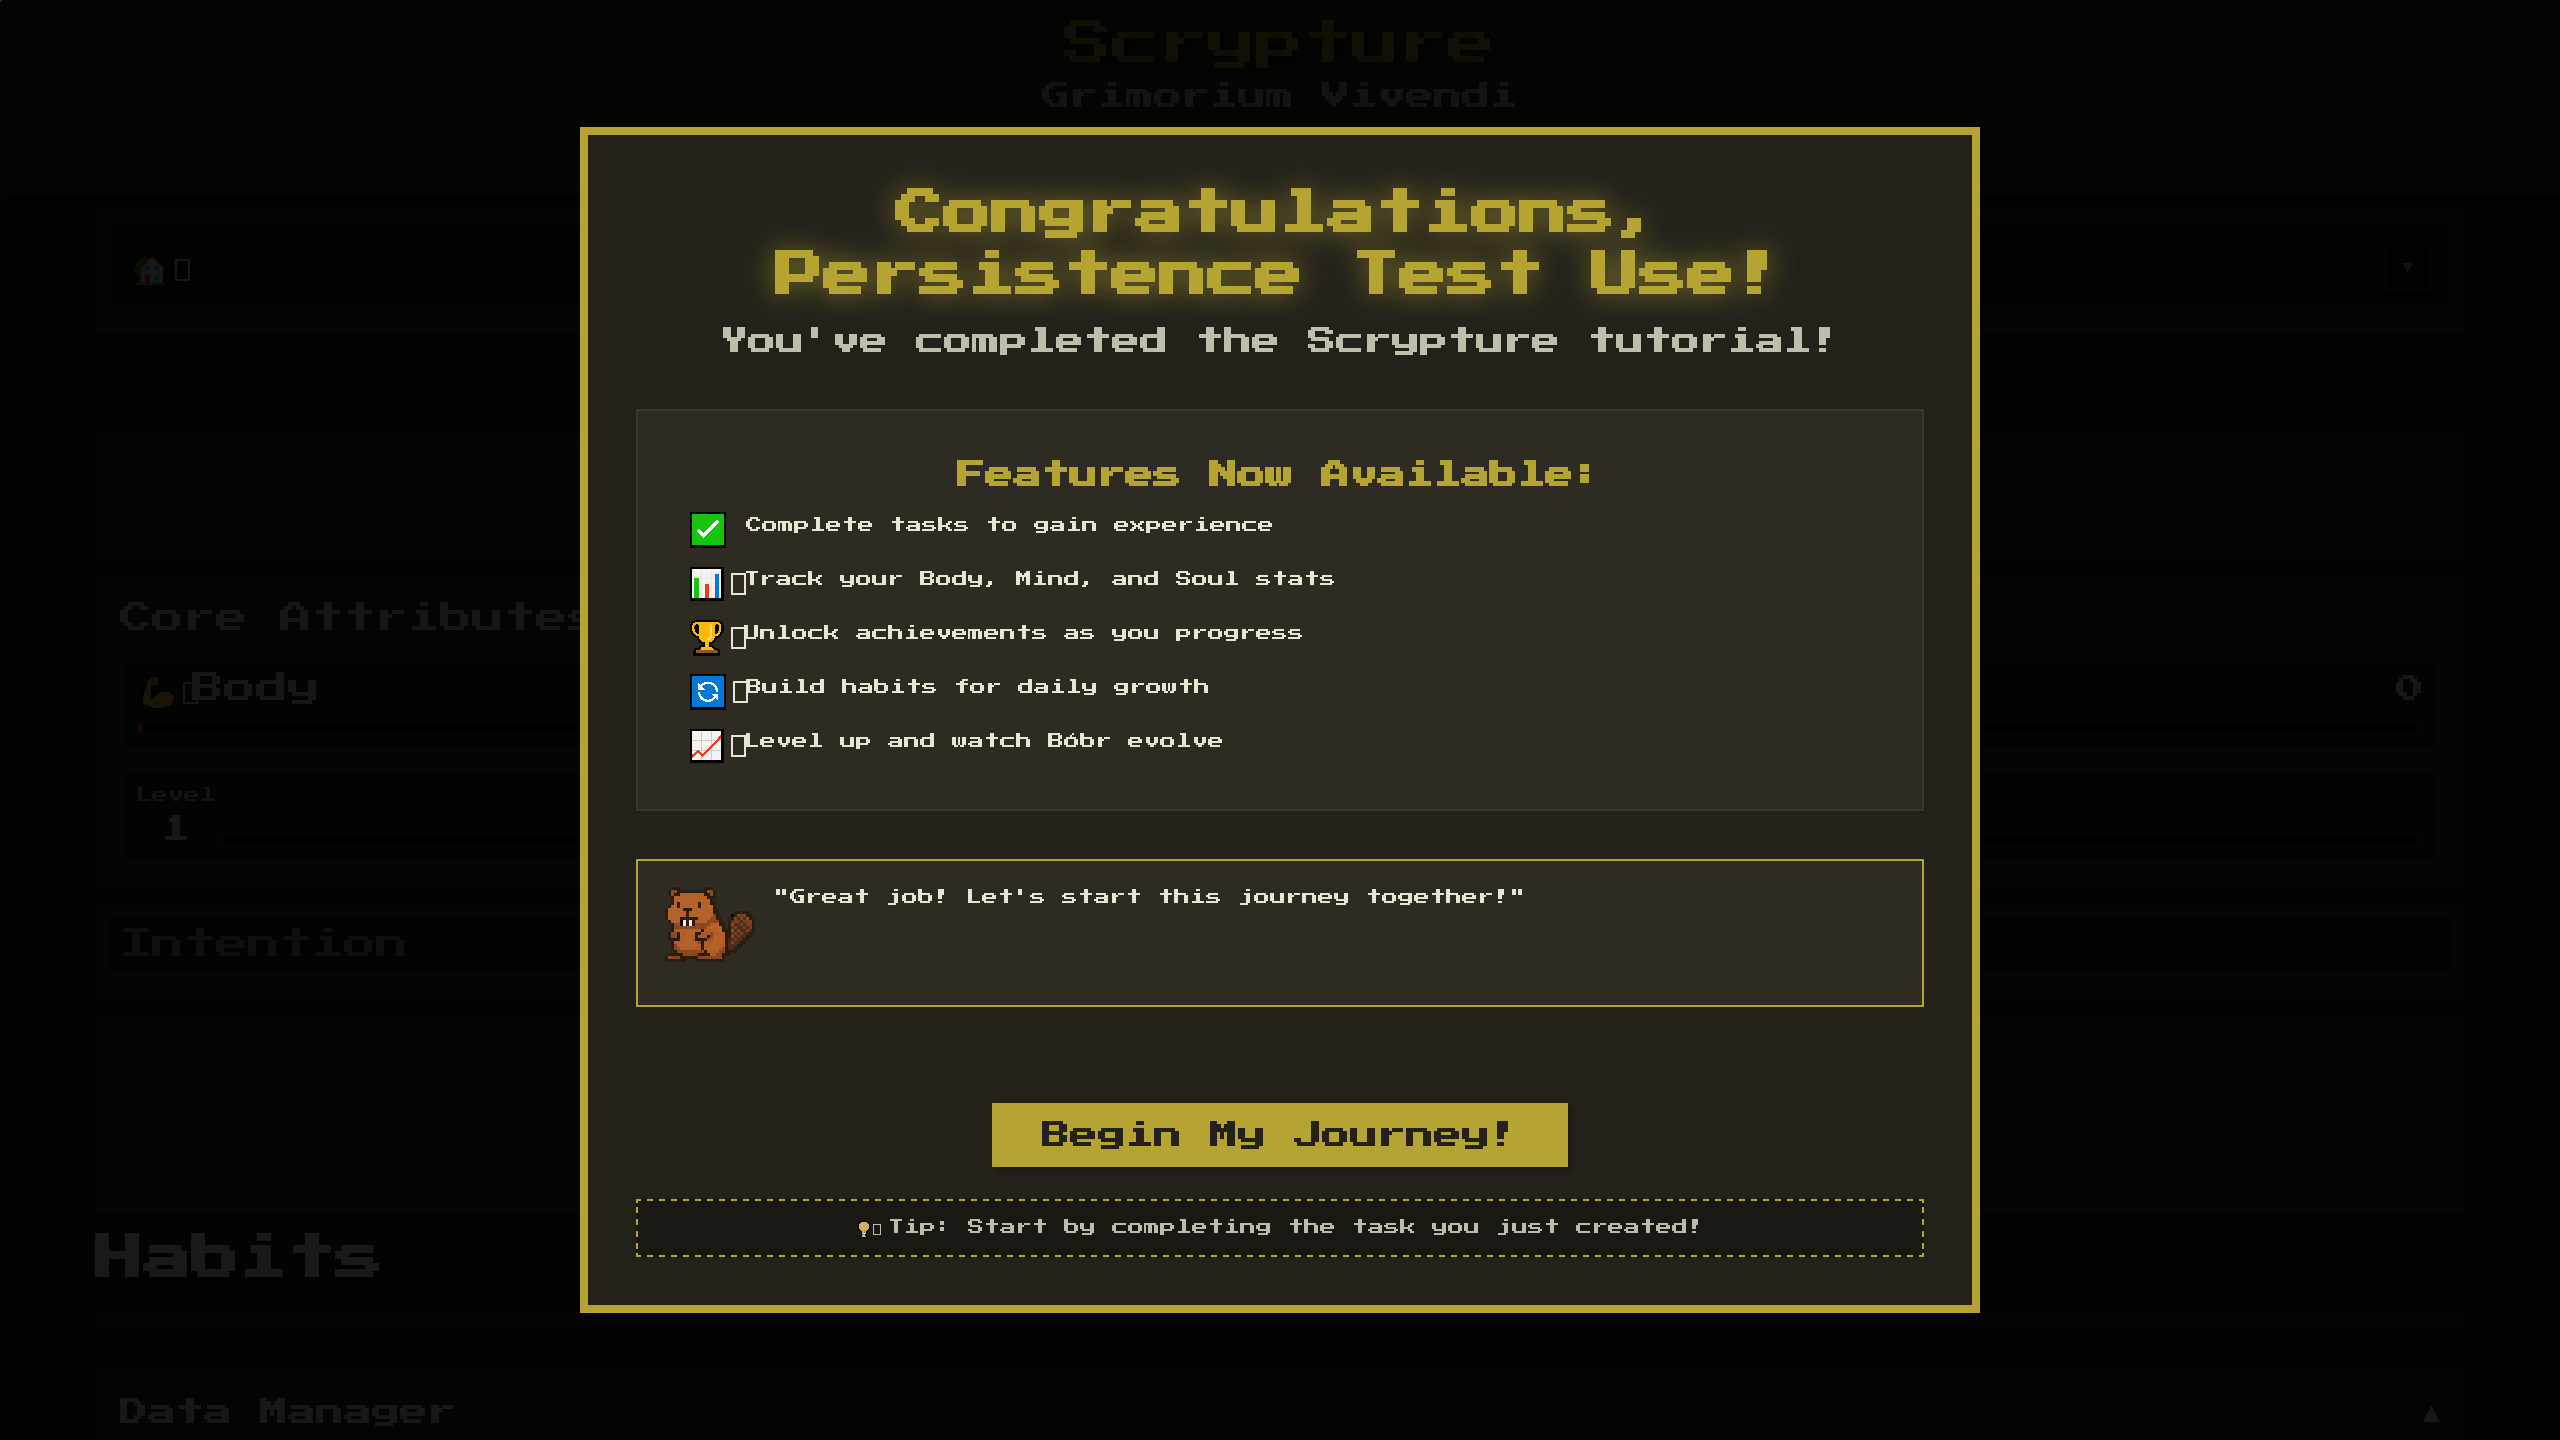 Scrypture
Grimorium Vivendi
Congratulations,
Persistence Test Use!
You've completed the Scrypture tutorial!
Features Now Available:
Complete tasks to gain experience
Track your Body, Mind, and Soul stats
Unlock achievements as you progress
Build habits for daily growth
Level up and watch Bóbr evolve
"Great job! Let's start this journey together!"
Begin My Journey!
Tip: Start by completing the task you just created!
Core Attributes
Body
0
Level
1
Intention
Habits
Data Manager